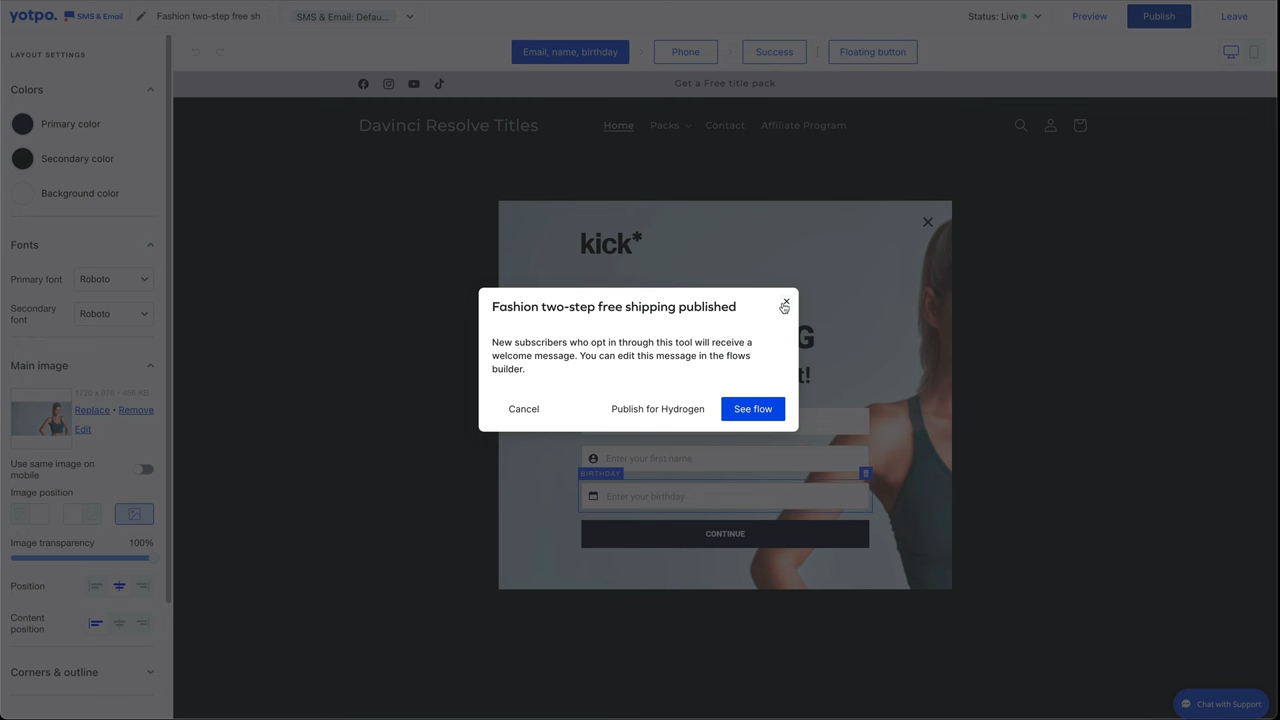 yotpo. SMS & Email Fashion two-step free sh SMS & Email: Defau... Status: Live Preview Publish Leave
LAYOUT SETTINGS
Email, name, birthday Phone Success Floating button
Get a Free title pack
Colors
Primary color
Secondary color
Background color
Davinci Resolve Titles Home Packs Contact Affiliate Program
kick*
Fonts
Primary font Roboto
Secondary font Roboto
Fashion two-step free shipping published
New subscribers who opt in through this tool will receive a
welcome message. You can edit this message in the flows
builder.
Cancel Publish for Hydrogen See flow
G
t!
Main image
1720 x 976 • 496 KB
Replace • Remove
Edit
Enter your first name
BIRTHDAY
Enter your birthday
CONTINUE
Use same image on
mobile
Image position
Image transparency 100%
Position
Content
position
Corners & outline
Chat with Support